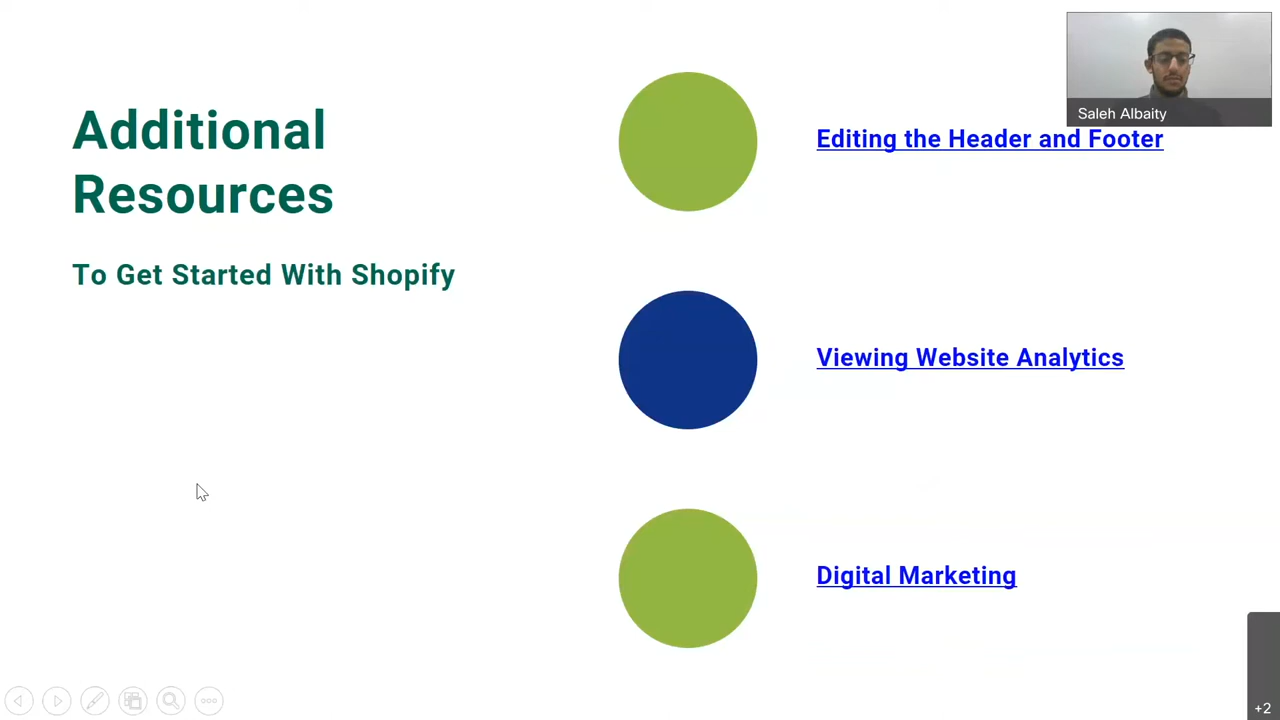 Additional
Resources
To Get Started With Shopify
Saleh Albaity
Editing the Header and Footer
Viewing Website Analytics
Digital Marketing
+2